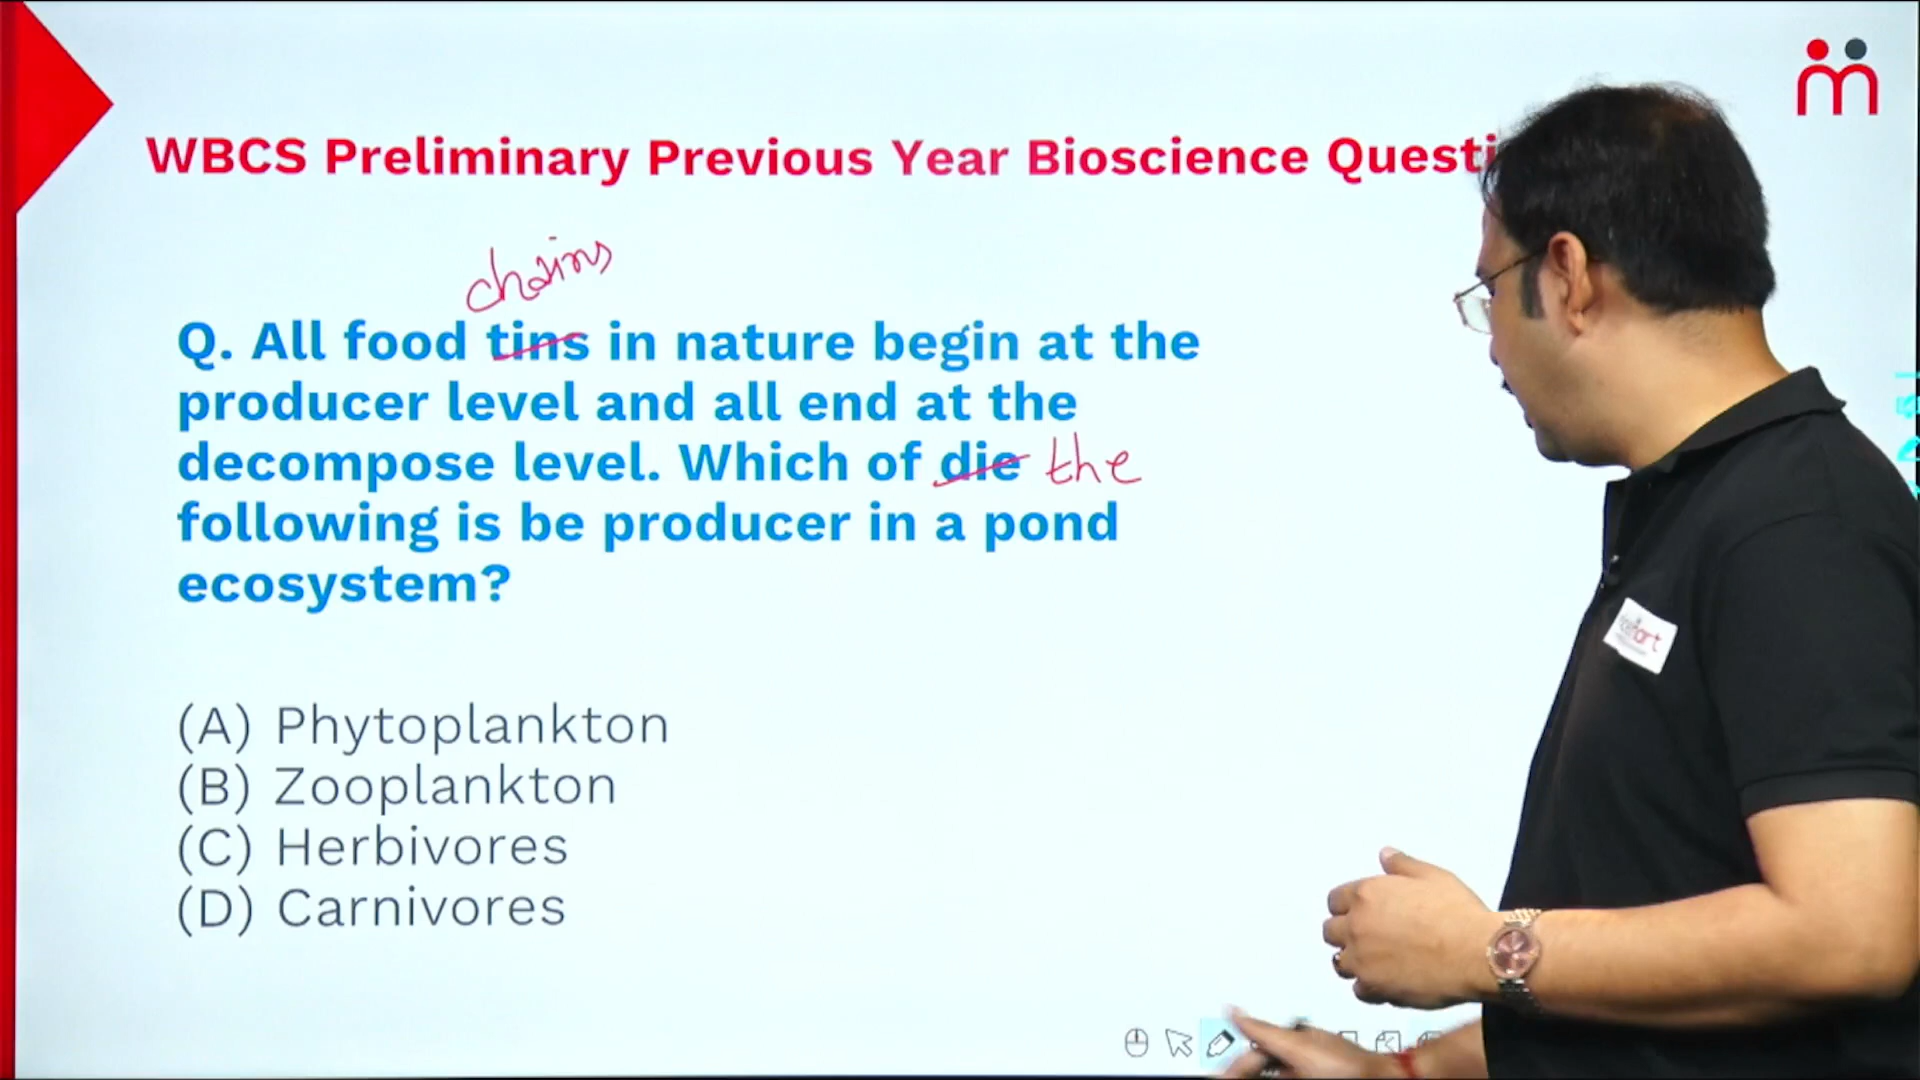 WBCS Preliminary Previous Year Bioscience Questi
chains
Q. All food tins in nature begin at the
producer level and all end at the
decompose level. Which of die the
following is be producer in a pond
ecosystem?
(A) Phytoplankton
(B) Zooplankton
(C) Herbivores
(D) Carnivores